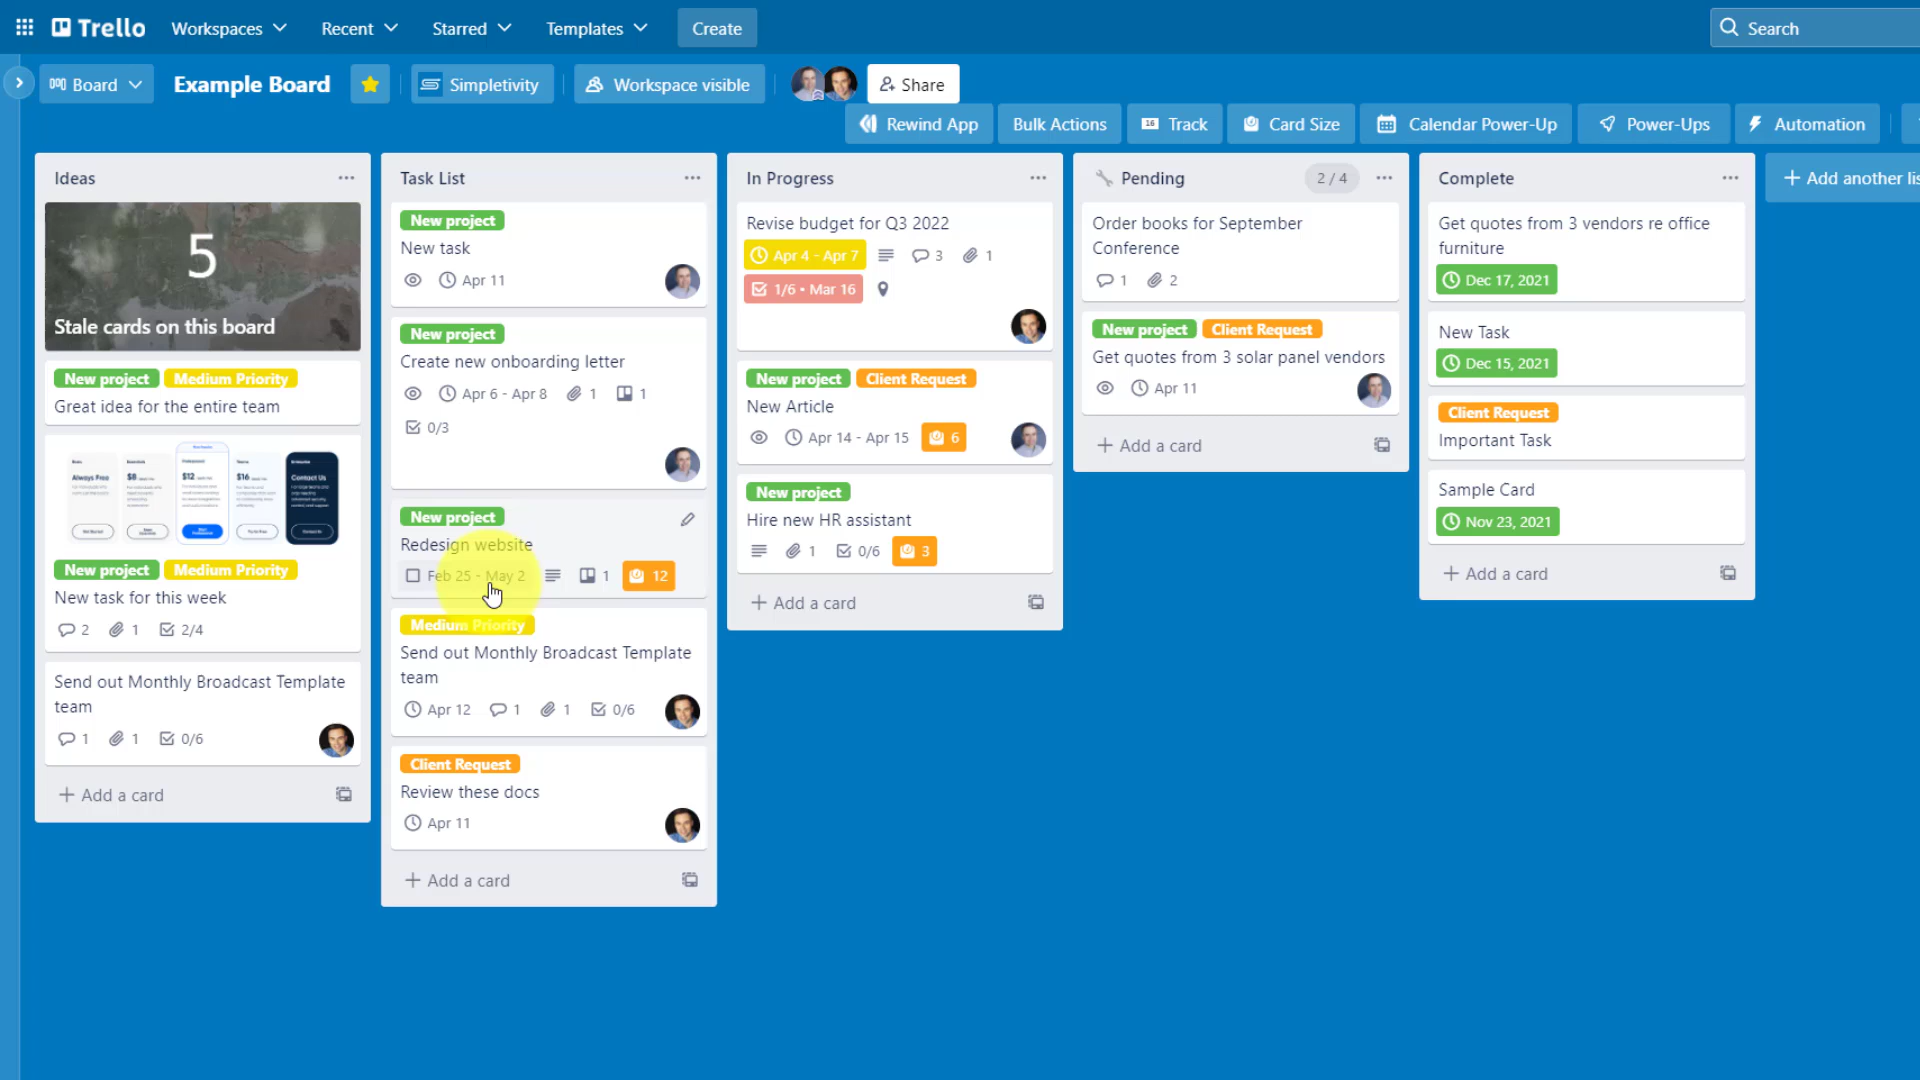 Trello
Workspaces
Recent
Starred
Templates
Create
Search
Board
Example Board
Simpletivity
Workspace visible
Share
Rewind App
Bulk Actions
16
Track
Card Size
Calendar Power-Up
Power-Ups
Automation
Ideas
5
Stale cards on this board
New project
Medium Priority
Great idea for the entire team
Always Free
$8
$12
$16
Contact Us
New project
Medium Priority
New task for this week
2
1
2/4
Send out Monthly Broadcast Template
team
1
1
0/6
+ Add a card
Task List
New project
New task
Apr 11
New project
Create new onboarding letter
Apr 6 - Apr 8
1
1
0/3
New project
Redesign website
Feb 25 - May 2
1
12
Medium Priority
Send out Monthly Broadcast Template
team
Apr 12
1
1
0/6
Client Request
Review these docs
Apr 11
+ Add a card
In Progress
Revise budget for Q3 2022
Apr 4 - Apr 7
3
1
1/6 • Mar 16
New project
Client Request
New Article
Apr 14 - Apr 15
6
New project
Hire new HR assistant
1
0/6
3
+ Add a card
Pending
2 / 4
Order books for September
Conference
1
2
New project
Client Request
Get quotes from 3 solar panel vendors
Apr 11
+ Add a card
Complete
Get quotes from 3 vendors re office
furniture
Dec 17, 2021
New Task
Dec 15, 2021
Client Request
Important Task
Sample Card
Nov 23, 2021
+ Add a card
+ Add another lis